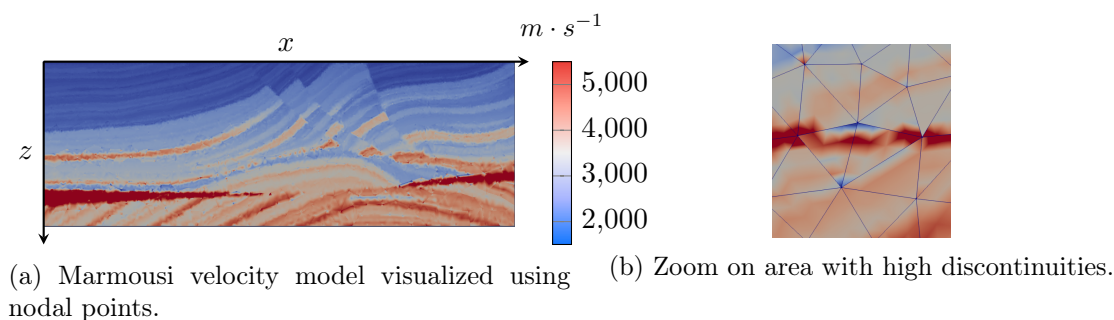 x
m · s⁻¹
z
5,000
4,000
3,000
2,000
(a) Marmousi velocity model visualized using
nodal points.
(b) Zoom on area with high discontinuities.